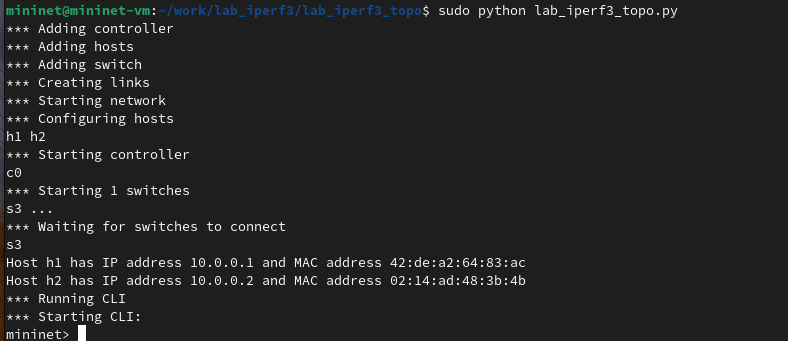 mininet@mininet-vm:~/work/lab_iperf3/lab_iperf3_topo$ sudo python lab_iperf3_topo.py
*** Adding controller
*** Adding hosts
*** Adding switch
*** Creating links
*** Starting network
*** Configuring hosts
h1 h2
*** Starting controller
c0
*** Starting 1 switches
s3 ...
*** Waiting for switches to connect
s3
Host h1 has IP address 10.0.0.1 and MAC address 42:de:a2:64:83:ac
Host h2 has IP address 10.0.0.2 and MAC address 02:14:ad:48:3b:4b
*** Running CLI
*** Starting CLI:
mininet>